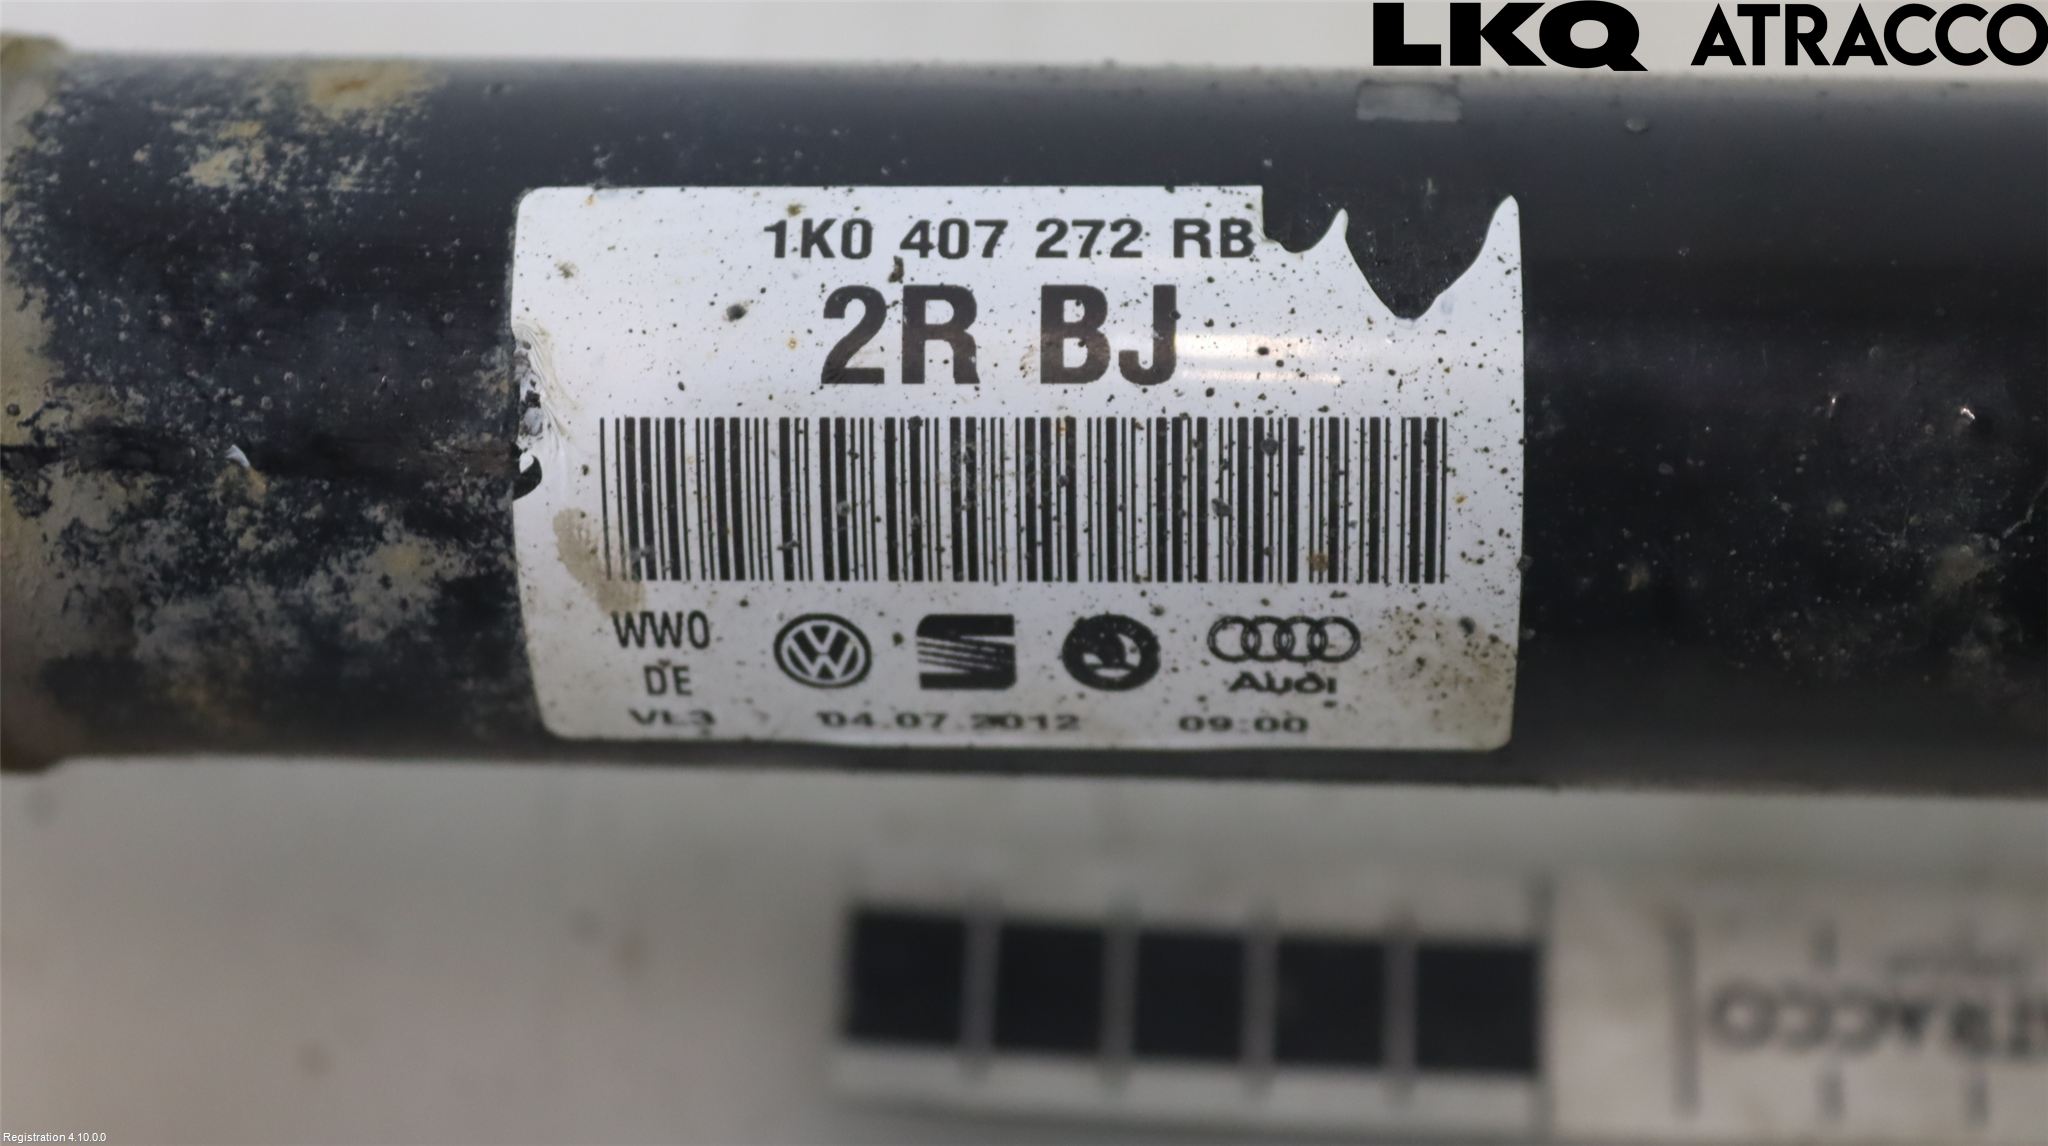 LKQ ATRACCO
1K0 407 272 RB
2R BJ
WW0
DE
VL3
Audi
04.07.2012 09:00
ATRACCO
Registration 4.10.0.0